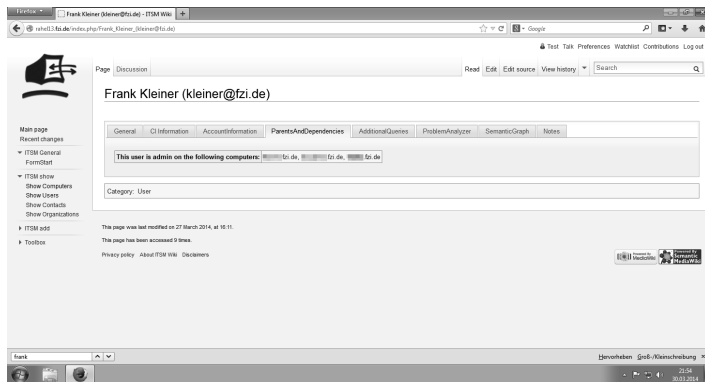 Firefox
Frank Kleiner (kleiner@fzi.de) - ITSM Wiki
rahell13.fzi.de/index.php/Frank_Kleiner_(kleiner@fzi.de)
Google
Test Talk Preferences Watchlist Contributions Log out
Page Discussion
Read Edit Edit source View history
Search
Frank Kleiner (kleiner@fzi.de)
General CI Information AccountInformation ParentsAndDependencies AdditionalQueries ProblemAnalyzer SemanticGraph Notes
This user is admin on the following computers: fzi.de, fzi.de, .fzi.de
Category: User
Main page
Recent changes
ITSM General
FormStart
ITSM show
Show Computers
Show Users
Show Contacts
Show Organizations
ITSM add
Toolbox
This page was last modified on 27 March 2014, at 16:11.
This page has been accessed 9 times.
Privacy policy About ITSM Wiki Disclaimers
Powered By MediaWiki
Powered By Semantic MediaWiki
frank
Hervorheben Groß-/Kleinschreibung
21:54
30.03.2014